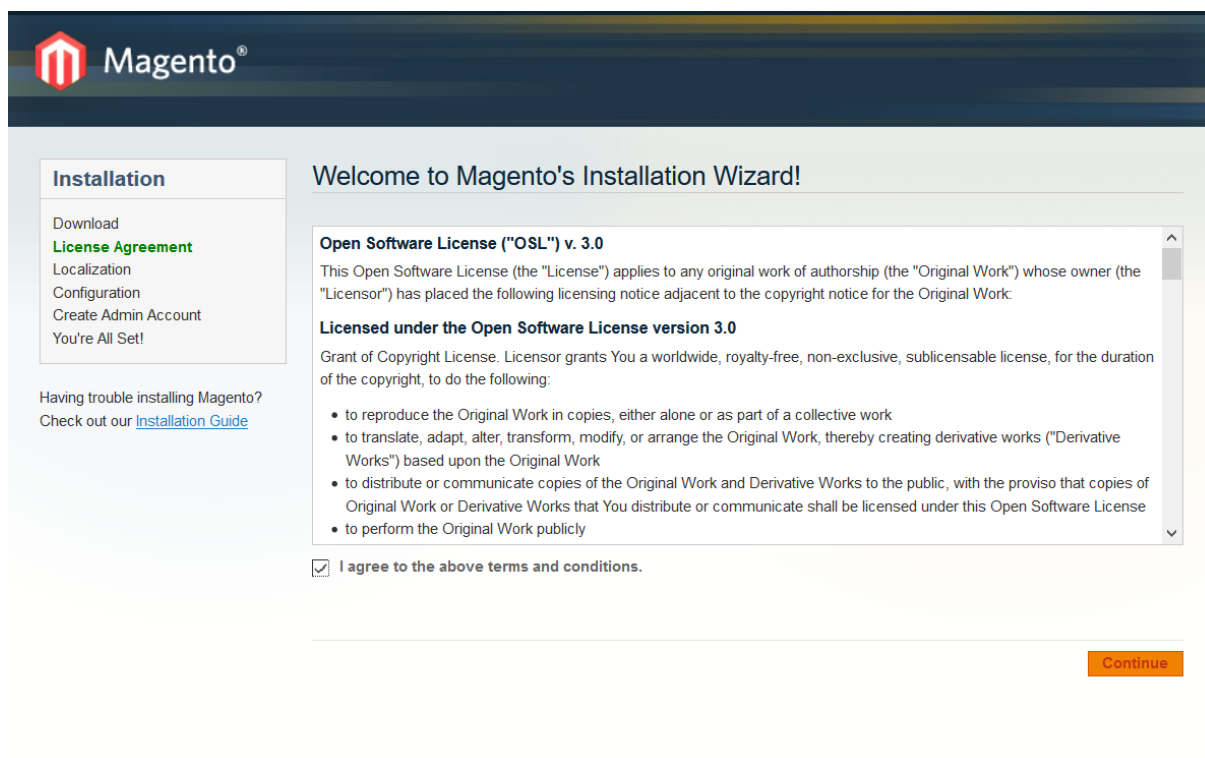 Magento®
Installation
Download
License Agreement
Localization
Configuration
Create Admin Account
You're All Set!
Having trouble installing Magento?
Check out our Installation Guide
Welcome to Magento's Installation Wizard!
Open Software License ("OSL") v. 3.0
This Open Software License (the "License") applies to any original work of authorship (the "Original Work") whose owner (the
"Licensor") has placed the following licensing notice adjacent to the copyright notice for the Original Work:
Licensed under the Open Software License version 3.0
Grant of Copyright License. Licensor grants You a worldwide, royalty-free, non-exclusive, sublicensable license, for the duration
of the copyright, to do the following:
• to reproduce the Original Work in copies, either alone or as part of a collective work
• to translate, adapt, alter, transform, modify, or arrange the Original Work, thereby creating derivative works ("Derivative
Works") based upon the Original Work
• to distribute or communicate copies of the Original Work and Derivative Works to the public, with the proviso that copies of
Original Work or Derivative Works that You distribute or communicate shall be licensed under this Open Software License
• to perform the Original Work publicly
I agree to the above terms and conditions.
Continue